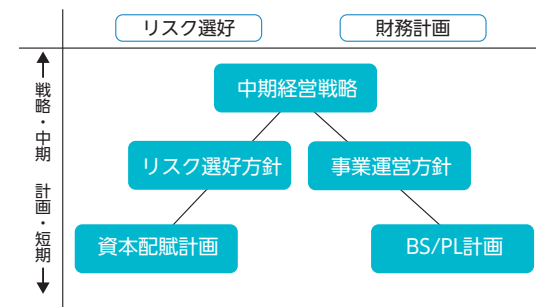 リスク選好
財務計画
戦略・中期
計画・短期
中期経営戦略
リスク選好方針
事業運営方針
資本配賦計画
BS/PL計画